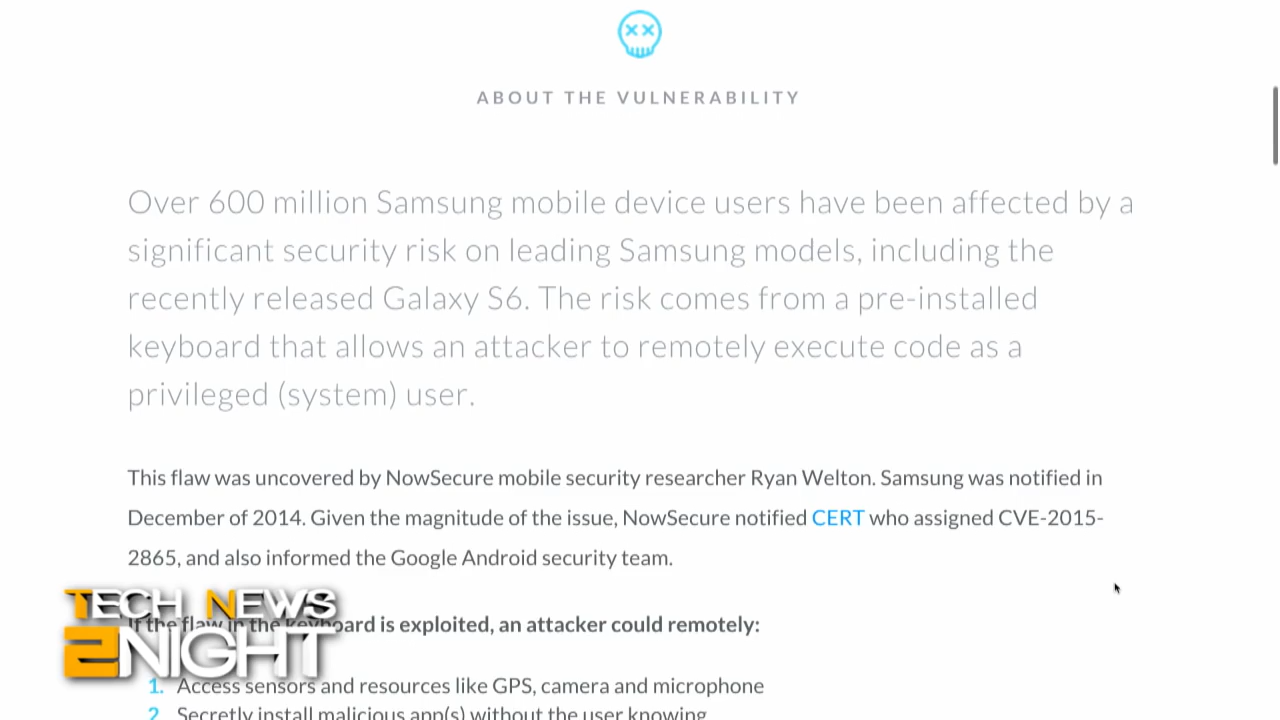 ABOUT THE VULNERABILITY
Over 600 million Samsung mobile device users have been affected by a
significant security risk on leading Samsung models, including the
recently released Galaxy S6. The risk comes from a pre-installed
keyboard that allows an attacker to remotely execute code as a
privileged (system) user.
This flaw was uncovered by NowSecure mobile security researcher Ryan Welton. Samsung was notified in
December of 2014. Given the magnitude of the issue, NowSecure notified CERT who assigned CVE-2015-
2865, and also informed the Google Android security team.
If the flaw in the keyboard is exploited, an attacker could remotely:
1. Access sensors and resources like GPS, camera and microphone
2 Secretly install malicious app(s) without the user knowing
TECH NEWS
2NIGHT